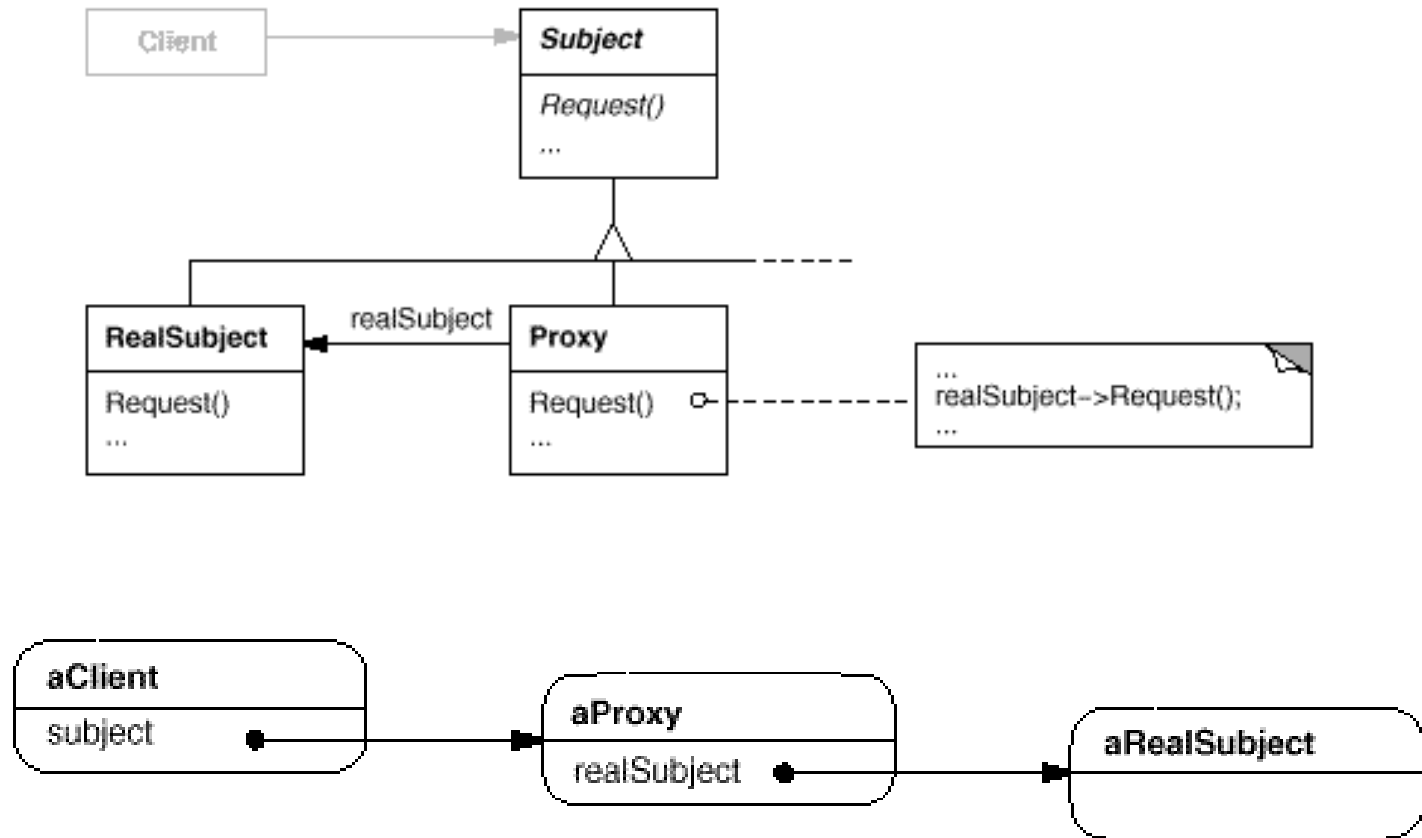 Client
Subject
Request()
...
realSubject
RealSubject
Request()
...
Proxy
Request()
...
...
realSubject->Request();
...
aClient
subject
aProxy
realSubject
aRealSubject